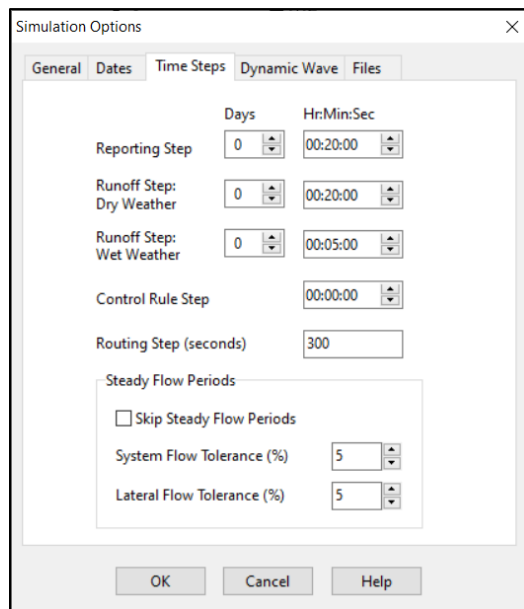 Simulation Options
General Dates Time Steps Dynamic Wave Files
Days Hr:Min:Sec
Reporting Step 0 00:20:00
Runoff Step:
Dry Weather 0 00:20:00
Runoff Step:
Wet Weather 0 00:05:00
Control Rule Step 00:00:00
Routing Step (seconds) 300
Steady Flow Periods
Skip Steady Flow Periods
System Flow Tolerance (%) 5
Lateral Flow Tolerance (%) 5
OK Cancel Help